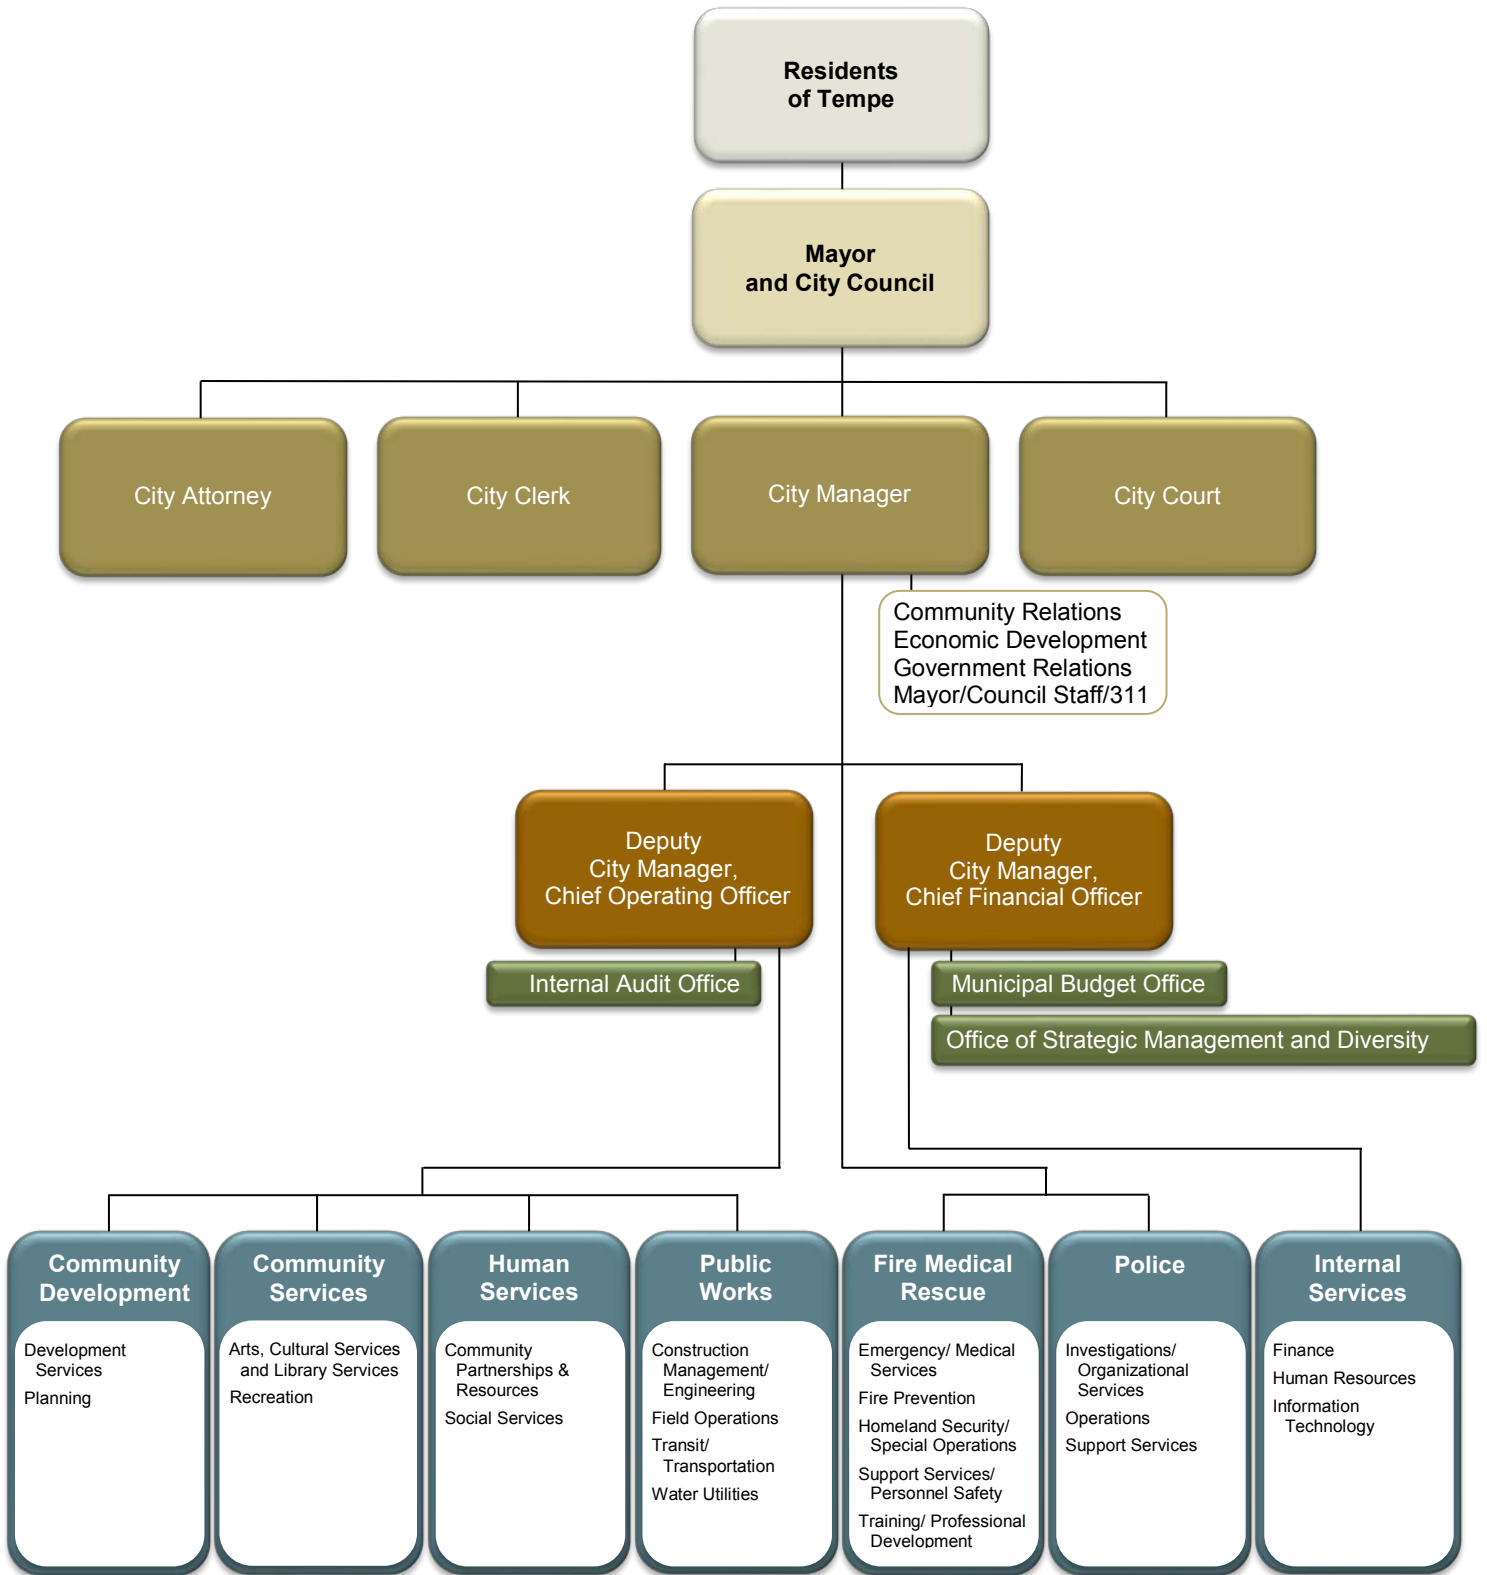 Residents
of Tempe
Mayor
and City Council
City Attorney
City Clerk
City Manager
City Court
Community Relations
Economic Development
Government Relations
Mayor/Council Staff/311
Deputy
City Manager,
Chief Operating Officer
Deputy
City Manager,
Chief Financial Officer
Internal Audit Office
Municipal Budget Office
Office of Strategic Management and Diversity
Community
Development
Development
Services
Planning
Community
Services
Arts, Cultural Services
and Library Services
Recreation
Human
Services
Community
Partnerships &
Resources
Social Services
Public
Works
Construction
Management/
Engineering
Field Operations
Transit/
Transportation
Water Utilities
Fire Medical
Rescue
Emergency/ Medical
Services
Fire Prevention
Homeland Security/
Special Operations
Support Services/
Personnel Safety
Training/ Professional
Development
Police
Investigations/
Organizational
Services
Operations
Support Services
Internal
Services
Finance
Human Resources
Information
Technology